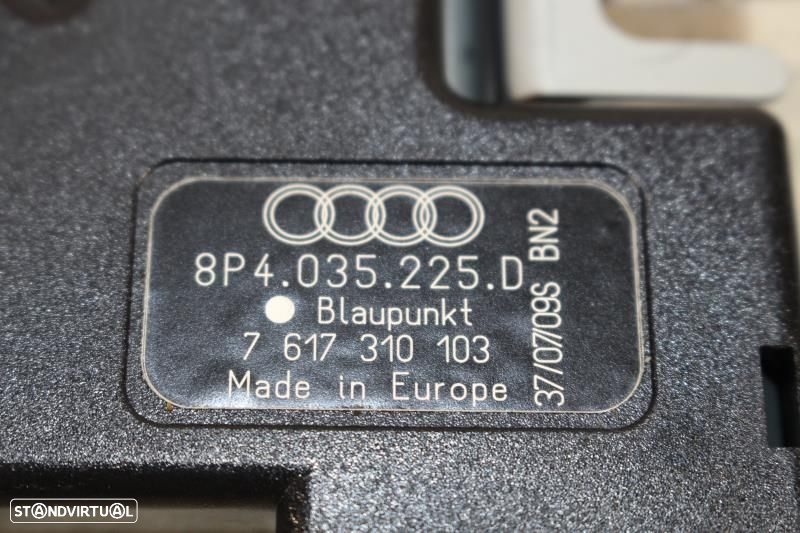 8P4.035.225.D
Blaupunkt
7 617 310 103
Made in Europe
37/07/09S BN2
STANDVIRTUAL